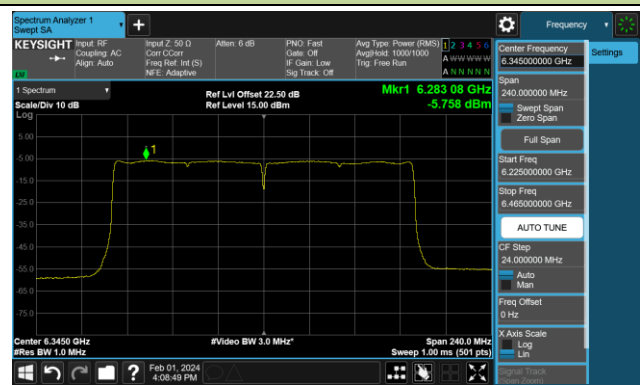 Spectrum Analyzer 1
Swept SA
Frequency
KEYSIGHT
Input: RF
Coupling: AC
Align: Auto
Input Z: 50 Ω
Corr CCorr
Freq Ref: Int (S)
NFE: Adaptive
Atten: 6 dB
PNO: Fast
Gate: Off
IF Gain: Low
Sig Track: Off
Avg Type: Power (RMS)
Avg|Hold: 1000/1000
Trig: Free Run
1 2 3 4 5 6
A W W W W W
A N N N N N
LW
1 Spectrum
Scale/Div 10 dB
Log
Ref Lvl Offset 22.50 dB
Ref Level 15.00 dBm
Mkr1 6.283 08 GHz
-5.758 dBm
5.00
-5.00
-15.0
-25.0
-35.0
-45.0
-55.0
-65.0
-75.0
1
Center 6.3450 GHz
#Res BW 1.0 MHz
#Video BW 3.0 MHz*
Span 240.0 MHz
Sweep 1.00 ms (501 pts)
Center Frequency
6.345000000 GHz
Settings
Span
240.000000 MHz
Swept Span
Zero Span
Full Span
Start Freq
6.225000000 GHz
Stop Freq
6.465000000 GHz
AUTO TUNE
CF Step
24.000000 MHz
Auto
Man
Freq Offset
0 Hz
X Axis Scale
Log
Lin
Signal Track
(Span Zoom)
?
Feb 01, 2024
4:08:49 PM